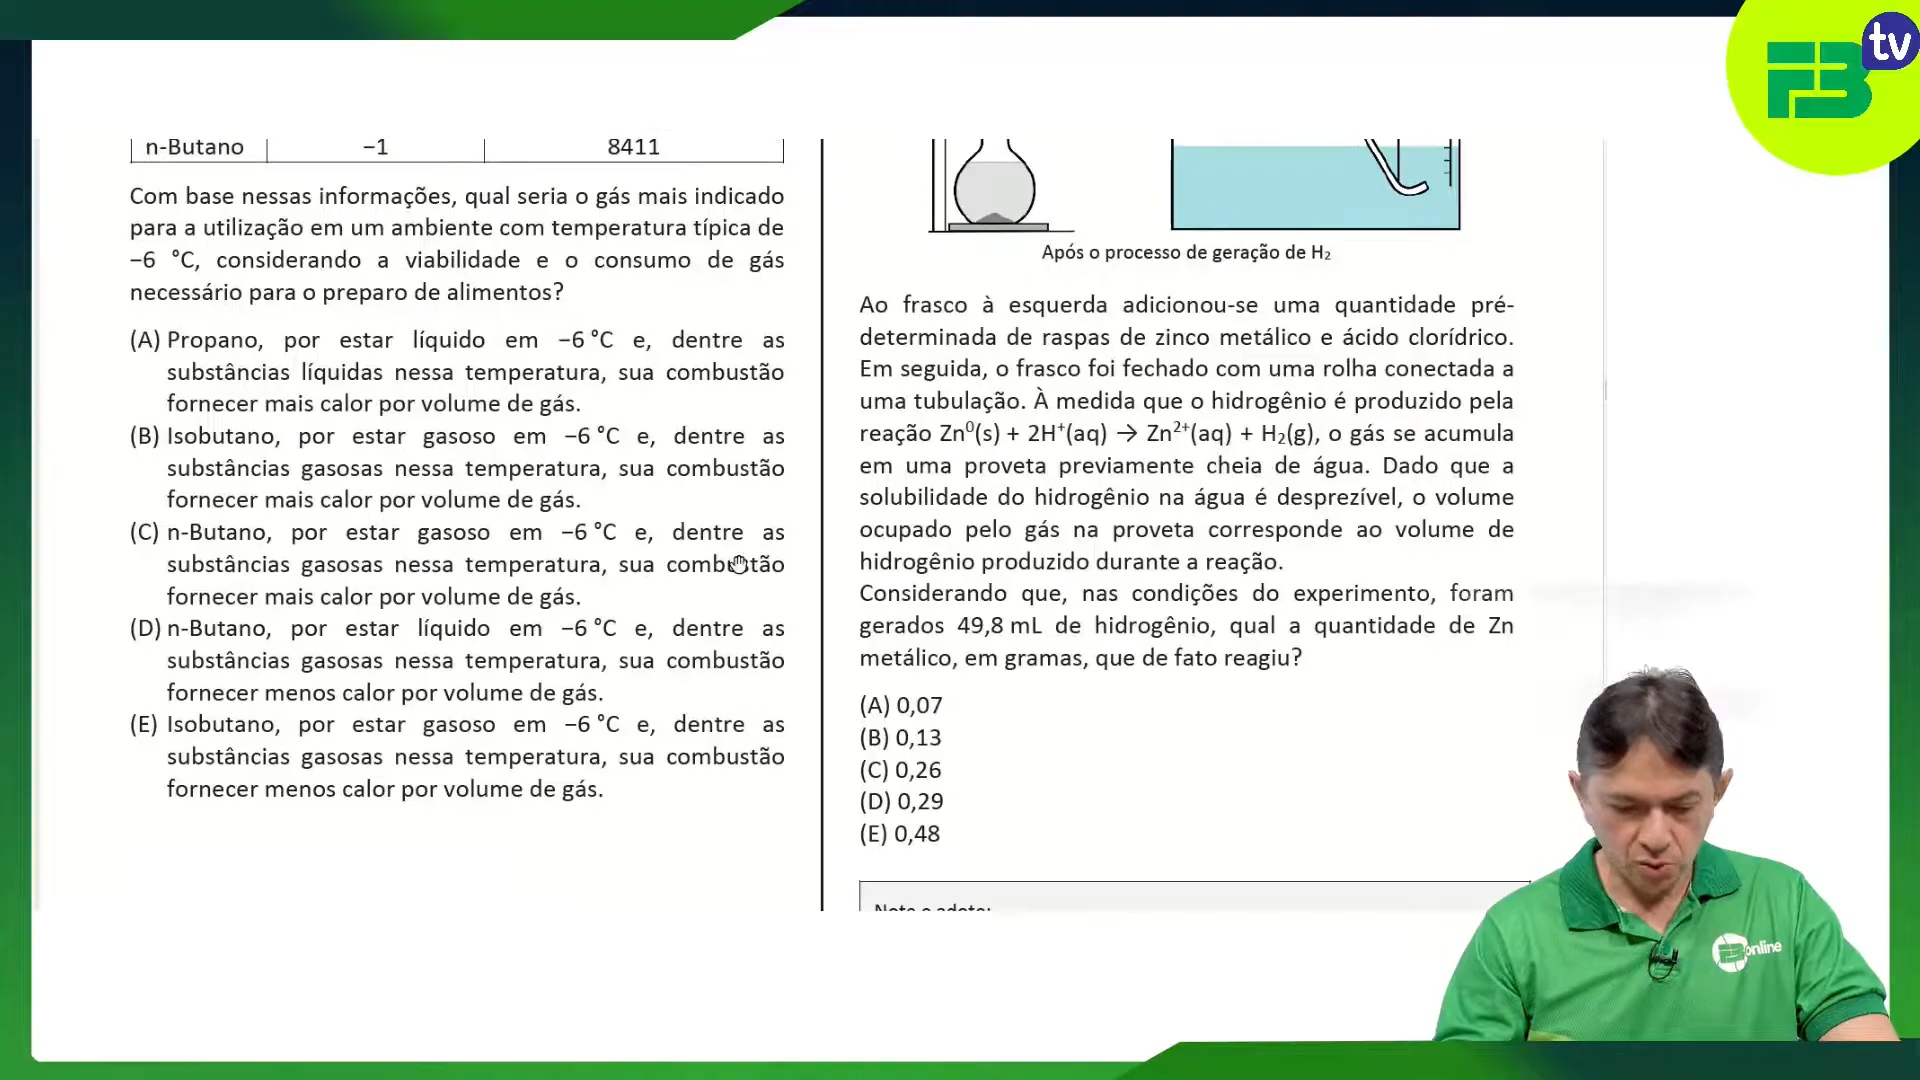 tv
FB
n-Butano −1 8411
Com base nessas informações, qual seria o gás mais indicado
para a utilização em um ambiente com temperatura típica de
−6 °C, considerando a viabilidade e o consumo de gás
necessário para o preparo de alimentos?
(A) Propano, por estar líquido em −6 °C e, dentre as
substâncias líquidas nessa temperatura, sua combustão
fornecer mais calor por volume de gás.
(B) Isobutano, por estar gasoso em −6 °C e, dentre as
substâncias gasosas nessa temperatura, sua combustão
fornecer mais calor por volume de gás.
(C) n-Butano, por estar gasoso em −6 °C e, dentre as
substâncias gasosas nessa temperatura, sua combustão
fornecer mais calor por volume de gás.
(D) n-Butano, por estar líquido em −6 °C e, dentre as
substâncias gasosas nessa temperatura, sua combustão
fornecer menos calor por volume de gás.
(E) Isobutano, por estar gasoso em −6 °C e, dentre as
substâncias gasosas nessa temperatura, sua combustão
fornecer menos calor por volume de gás.
Após o processo de geração de H₂
Ao frasco à esquerda adicionou-se uma quantidade pré-
determinada de raspas de zinco metálico e ácido clorídrico.
Em seguida, o frasco foi fechado com uma rolha conectada a
uma tubulação. À medida que o hidrogênio é produzido pela
reação Zn⁰(s) + 2H⁺(aq) → Zn²⁺(aq) + H₂(g), o gás se acumula
em uma proveta previamente cheia de água. Dado que a
solubilidade do hidrogênio na água é desprezível, o volume
ocupado pelo gás na proveta corresponde ao volume de
hidrogênio produzido durante a reação.
Considerando que, nas condições do experimento, foram
gerados 49,8 mL de hidrogênio, qual a quantidade de Zn
metálico, em gramas, que de fato reagiu?
(A) 0,07
(B) 0,13
(C) 0,26
(D) 0,29
(E) 0,48
Note e adote:
FB online